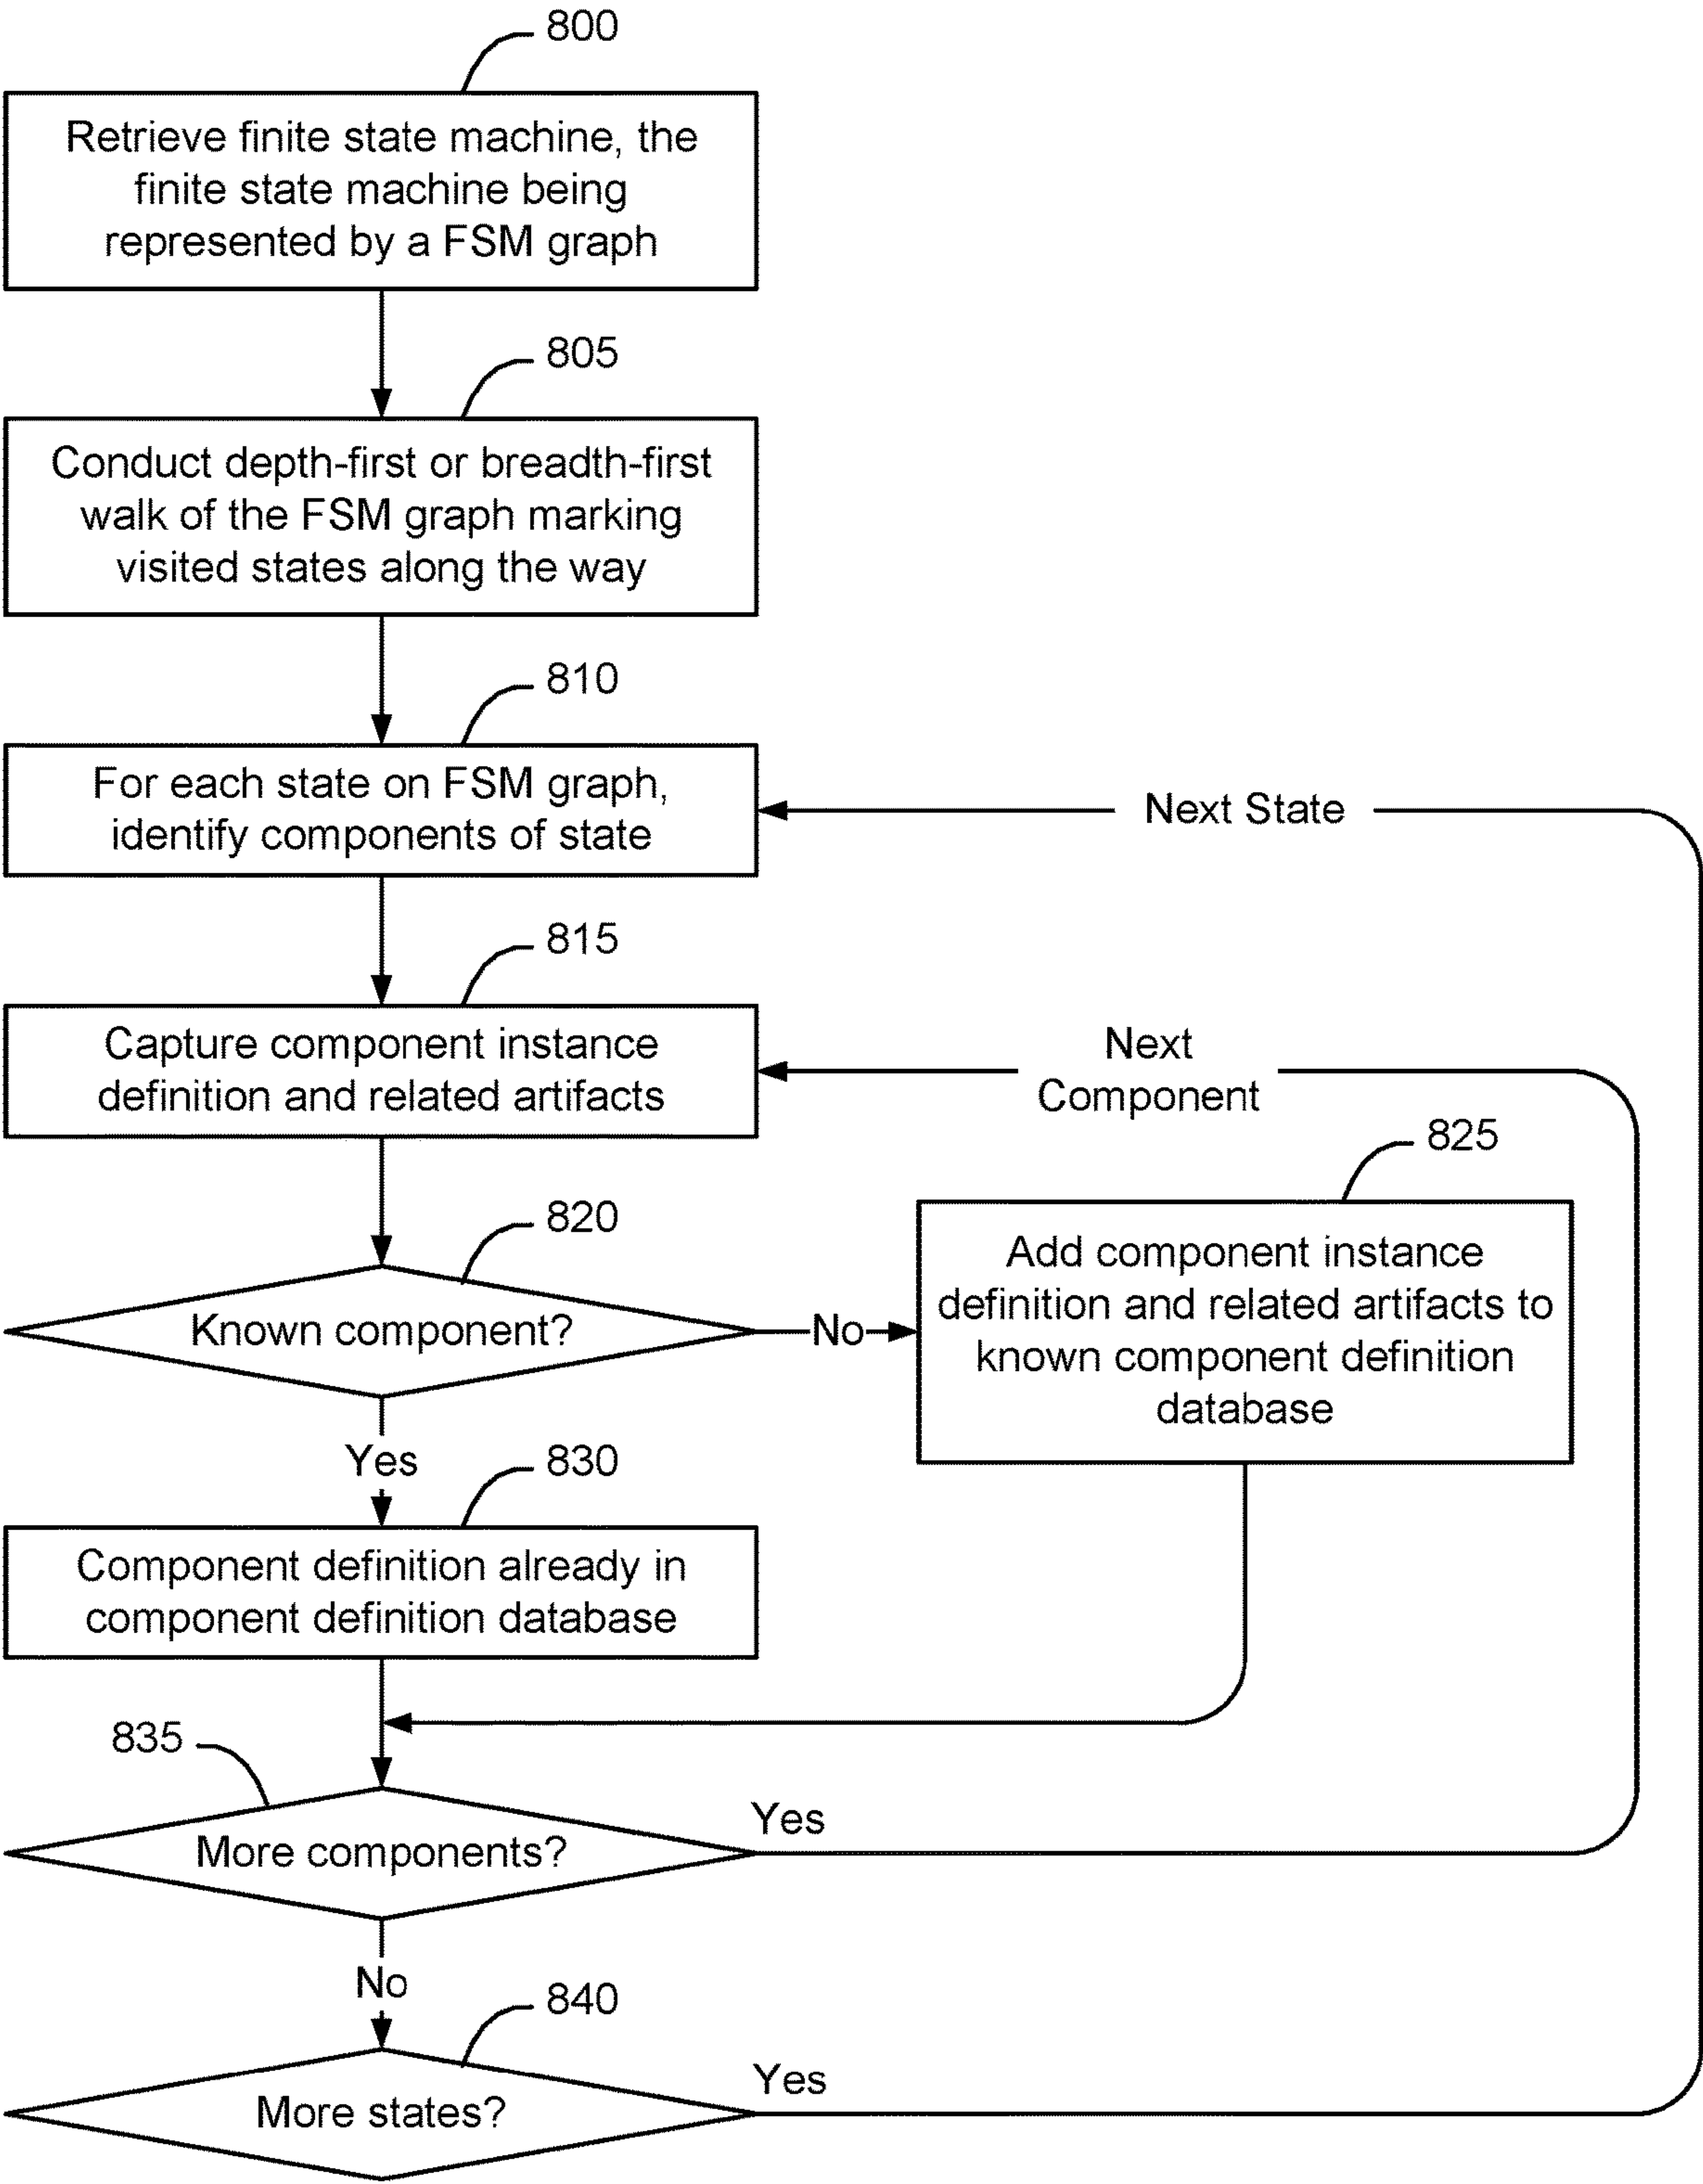 800
Retrieve finite state machine, the
finite state machine being
represented by a FSM graph
805
Conduct depth-first or breadth-first
walk of the FSM graph marking
visited states along the way
810
For each state on FSM graph,
identify components of state
Next State
815
Capture component instance
definition and related artifacts
Next
Component
820
Known component?
No
825
Add component instance
definition and related artifacts to
known component definition
database
Yes
830
Component definition already in
component definition database
835
More components?
Yes
No
840
More states?
Yes